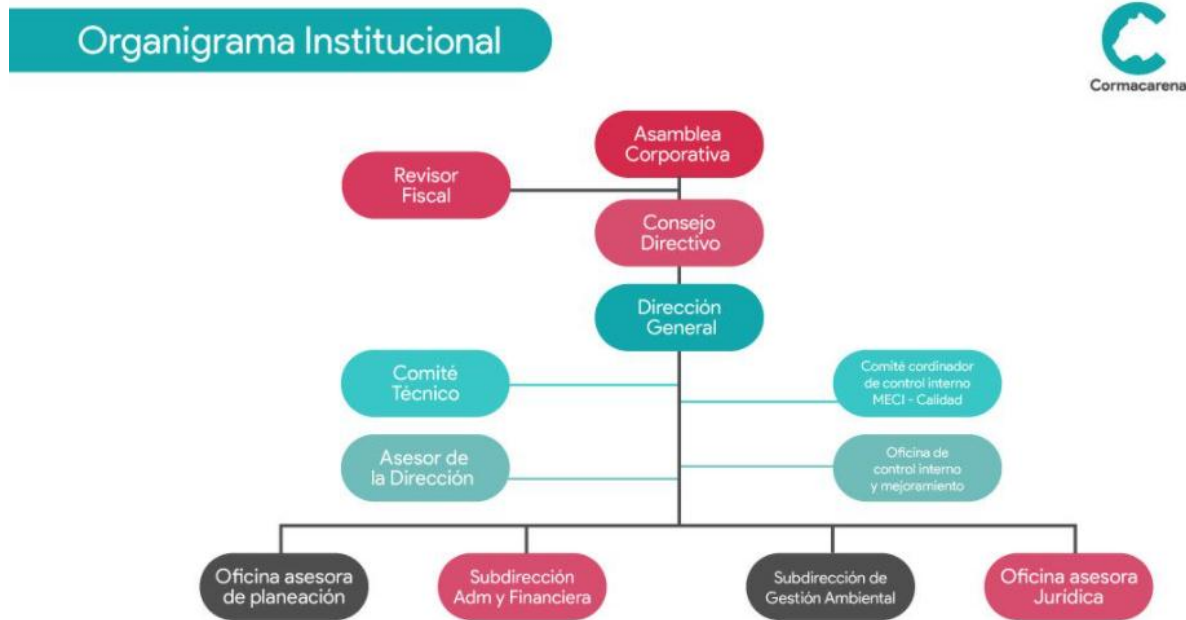 Organigrama Institucional
Cormacarena
Asamblea
Corporativa
Revisor
Fiscal
Consejo
Directivo
Dirección
General
Comité
Técnico
Comité cordinador
de control interno
MECI - Calidad
Asesor de
la Dirección
Oficina de
control interno
y mejoramiento
Oficina asesora
de planeación
Subdirección
Adm y Financiera
Subdirección de
Gestión Ambiental
Oficina asesora
Jurídica